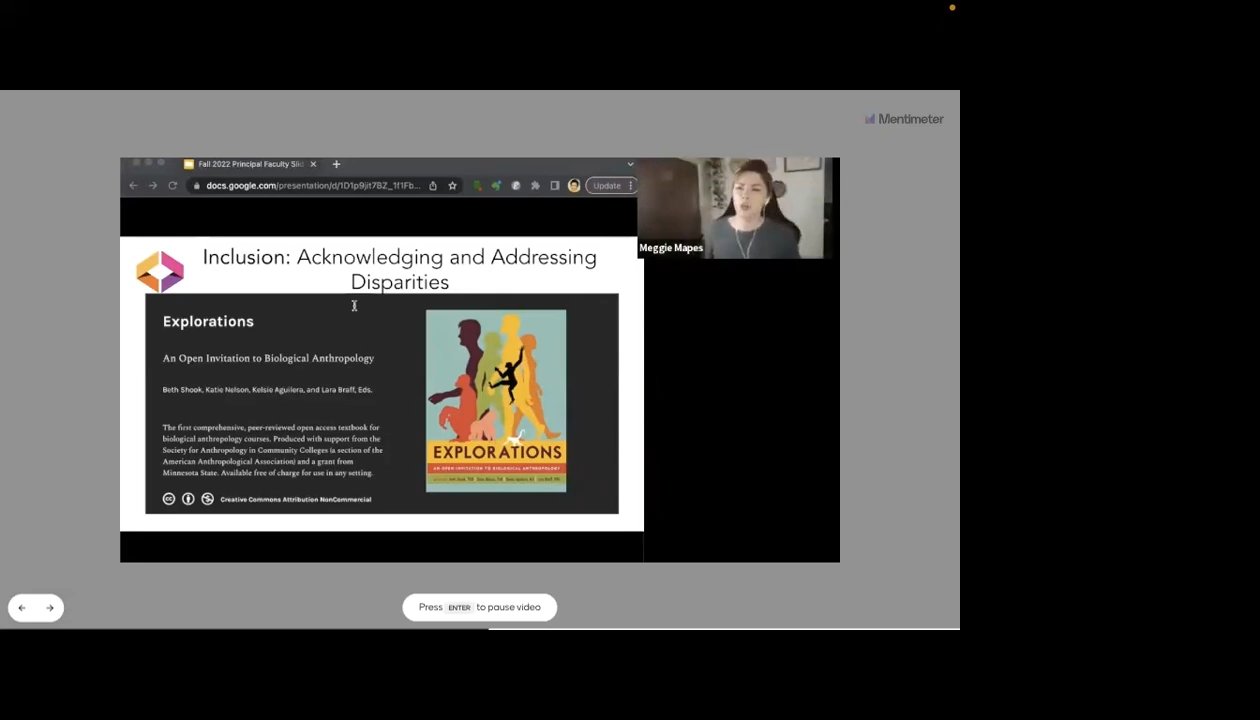 Mentimeter
Fall 2022 Principal Faculty Slid
docs.google.com/presentation/d/1D1p9jit7BZ_1f1Fb...
Update
Meggie Mapes
Inclusion: Acknowledging and Addressing
Disparities
Explorations
An Open Invitation to Biological Anthropology
Beth Shook, Katie Nelson, Kelsie Aguilera, and Lara Braff, Eds.
The first comprehensive, peer-reviewed open access textbook for
biological anthropology courses. Produced with support from the
Society for Anthropology in Community Colleges (a section of the
American Anthropological Association) and a grant from
Minnesota State. Available free of charge for use in any setting.
Creative Commons Attribution NonCommercial
EXPLORATIONS
AN OPEN INVITATION TO BIOLOGICAL ANTHROPOLOGY
Press ENTER to pause video